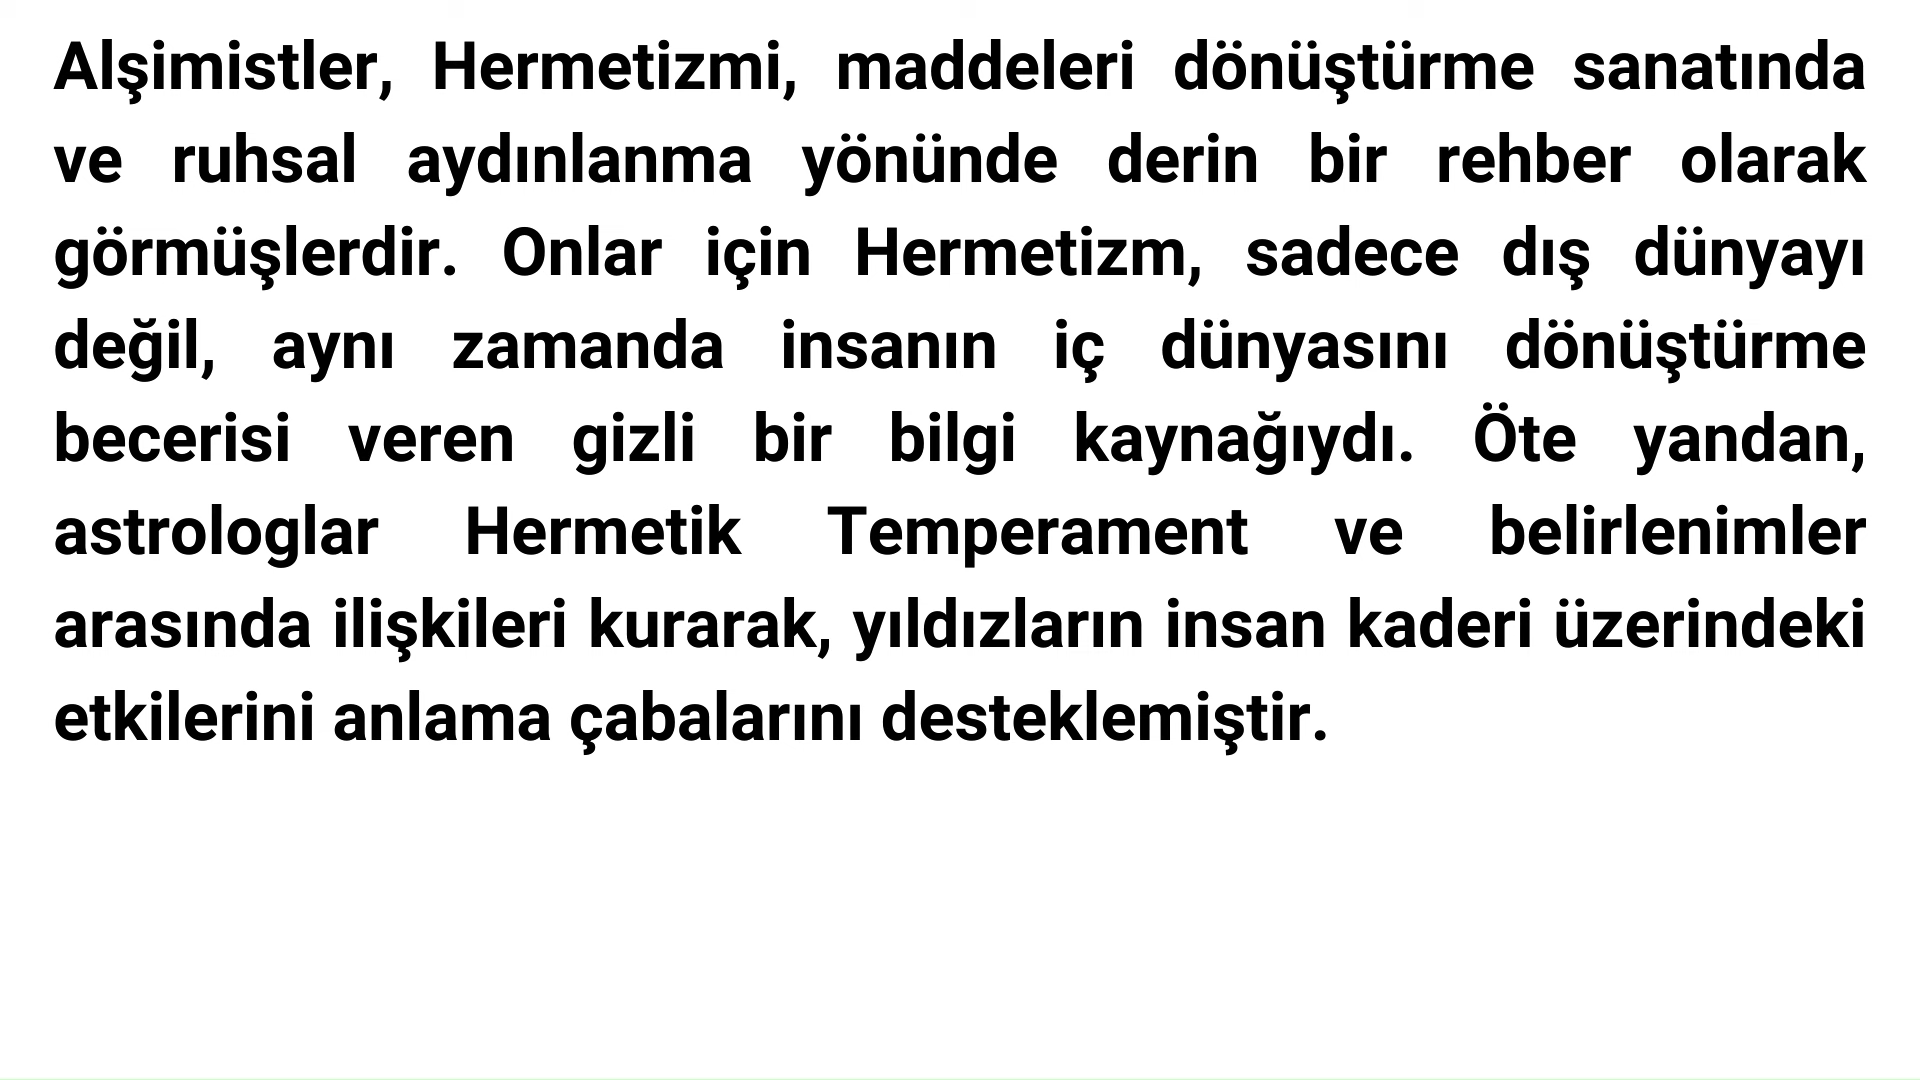 Alşimistler, Hermetizmi, maddeleri dönüştürme sanatında
ve ruhsal aydınlanma yönünde derin bir rehber olarak
görmüşlerdir. Onlar için Hermetizm, sadece dış dünyayı
değil, aynı zamanda insanın iç dünyasını dönüştürme
becerisi veren gizli bir bilgi kaynağıydı. Öte yandan,
astrologlar Hermetik Temperament ve belirlenimler
arasında ilişkileri kurarak, yıldızların insan kaderi üzerindeki
etkilerini anlama çabalarını desteklemiştir.